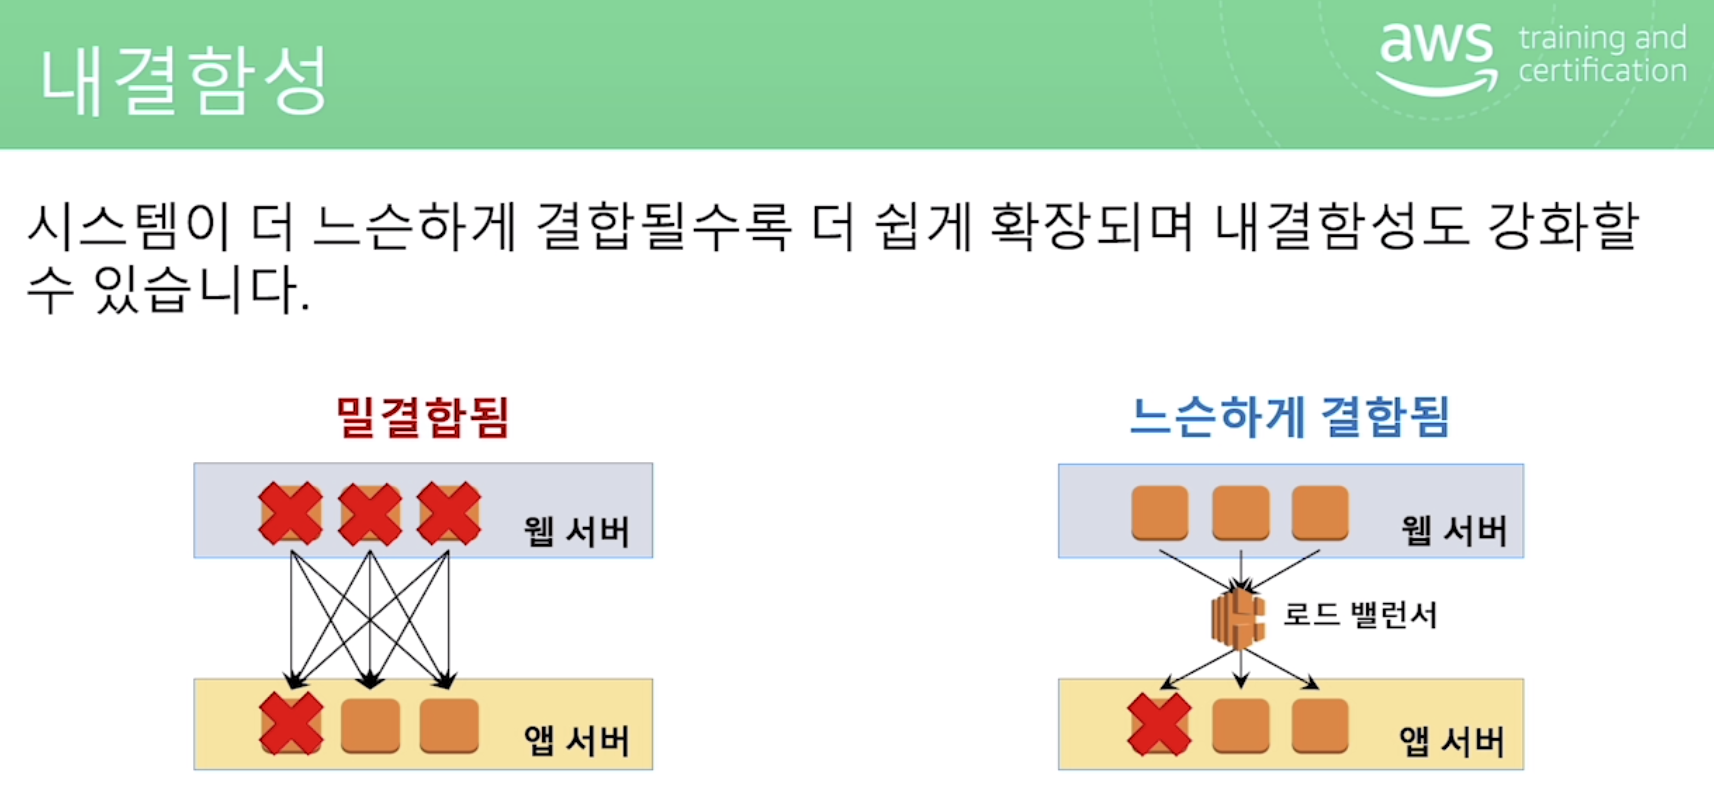 내결함성
aws training and
certification
시스템이 더 느슨하게 결합될수록 더 쉽게 확장되며 내결함성도 강화할
수 있습니다.
밀결합됨
느슨하게 결합됨
웹 서버
웹 서버
로드 밸런서
앱 서버
앱 서버